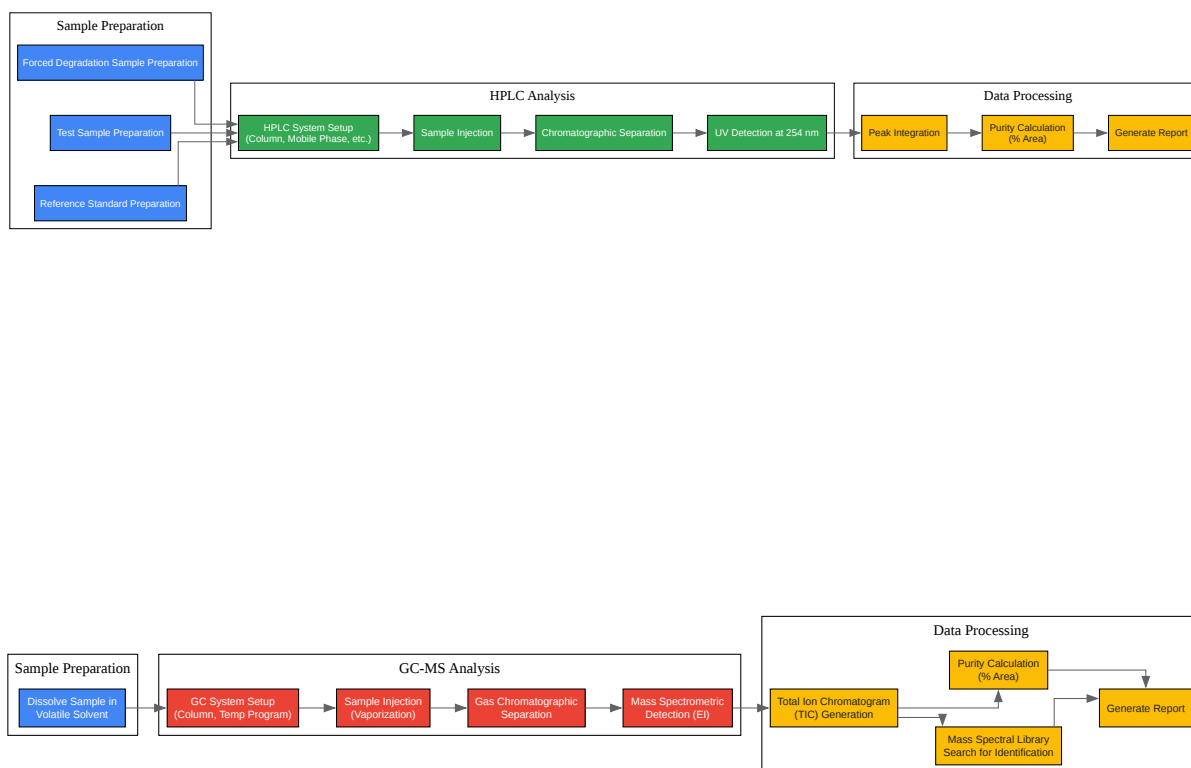 Sample Preparation
Forced Degradation Sample Preparation
Test Sample Preparation
Reference Standard Preparation
HPLC Analysis
HPLC System Setup
(Column, Mobile Phase, etc.)
Sample Injection
Chromatographic Separation
UV Detection at 254 nm
Data Processing
Peak Integration
Purity Calculation
(% Area)
Generate Report
Sample Preparation
Dissolve Sample in
Volatile Solvent
GC-MS Analysis
GC System Setup
(Column, Temp Program)
Sample Injection
(Vaporization)
Gas Chromatographic
Separation
Mass Spectrometric
Detection (EI)
Data Processing
Total Ion Chromatogram
(TIC) Generation
Purity Calculation
(% Area)
Mass Spectral Library
Search for Identification
Generate Report